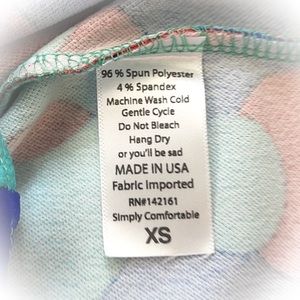 96 % Spun Polyester
4 % Spandex
Machine Wash Cold
Gentle Cycle
Do Not Bleach
Hang Dry
or you'll be sad
MADE IN USA
Fabric Imported
RN#142161
Simply Comfortable
XS